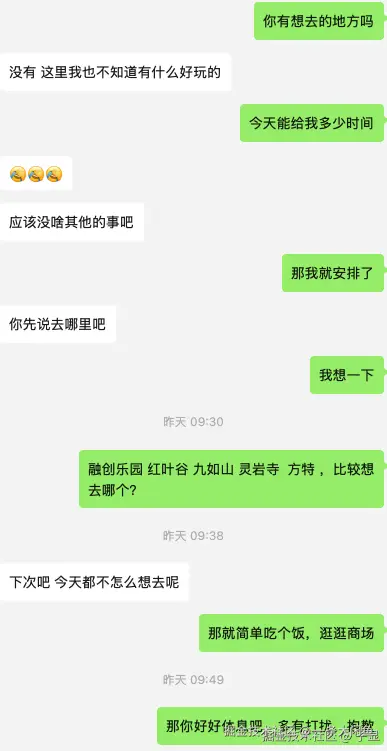 你有想去的地方吗
没有 这里我也不知道有什么好玩的
今天能给我多少时间
应该没啥其他的事吧
那我就安排了
你先说去哪里吧
我想一下
昨天 09:30
融创乐园 红叶谷 九如山 灵岩寺 方特 ，比较想
去哪个？
昨天 09:38
下次吧 今天都不怎么想去呢
那就简单吃个饭，逛逛商场
昨天 09:49
那你好好休息吧，多有打扰，抱歉